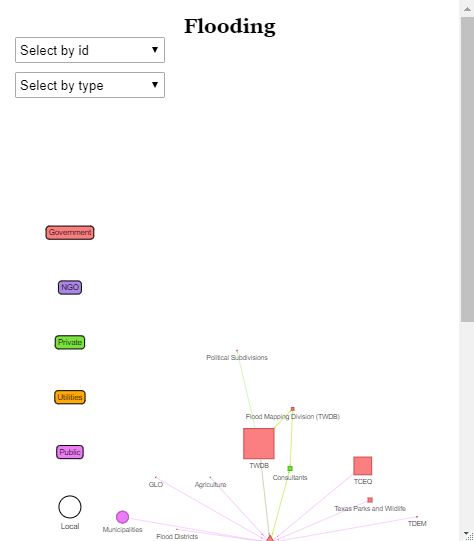 Flooding
Select by id
Select by type
Government
NGO
Private
Utilities
Public
Local
Political Subdivisions
Flood Mapping Division (TWDB)
TWDB
Consultants
TCEQ
GLO
Agriculture
Texas Parks and Wildlife
Municipalities
TDEM
Flood Districts